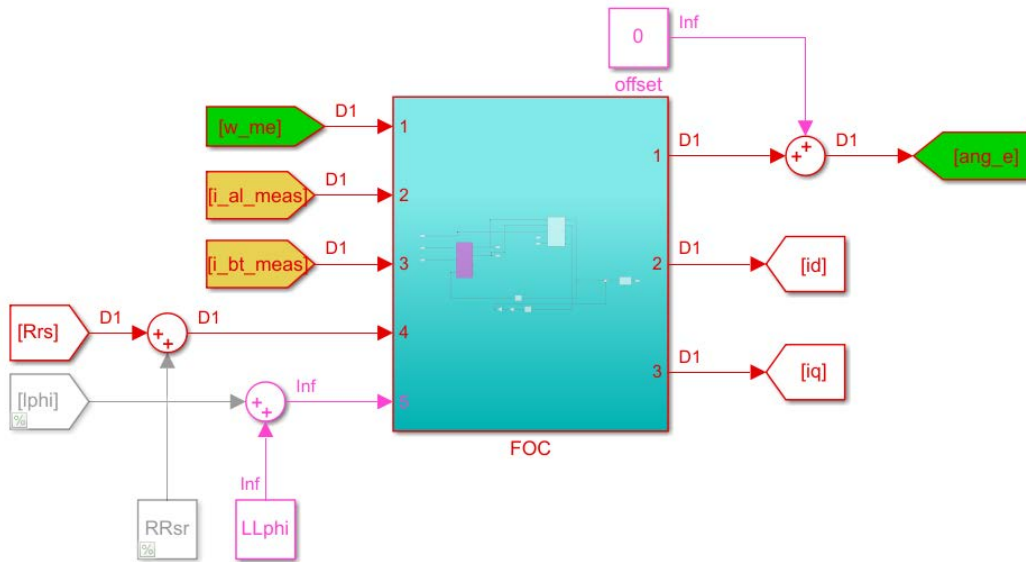 0
Inf
offset
[w_me]
D1
1
[i_al_meas]
D1
2
[i_bt_meas]
D1
3
[Rrs]
D1
D1
4
[lphi]
Inf
5
RRsr
Inf
LLphi
FOC
1
D1
D1
[ang_e]
2
D1
[id]
3
D1
[iq]